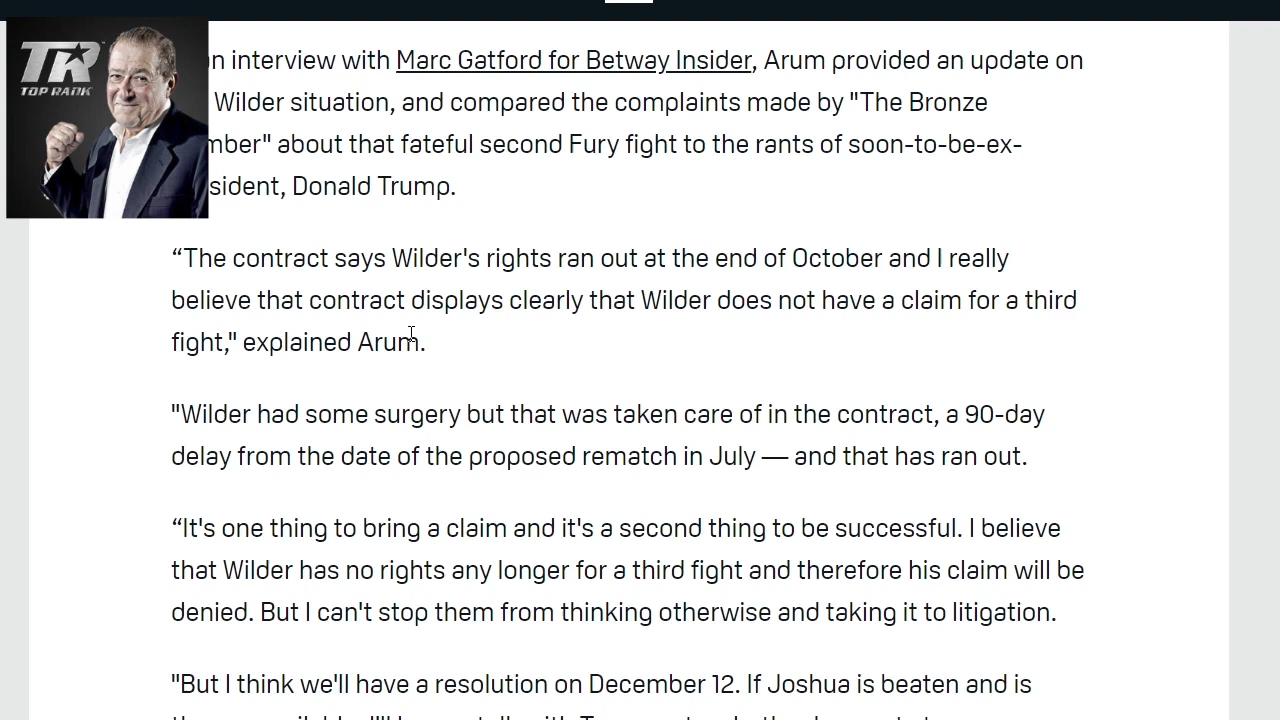 TR
TOP RANK
n interview with Marc Gatford for Betway Insider, Arum provided an update on
Wilder situation, and compared the complaints made by "The Bronze
mber" about that fateful second Fury fight to the rants of soon-to-be-ex-
sident, Donald Trump.
“The contract says Wilder's rights ran out at the end of October and I really
believe that contract displays clearly that Wilder does not have a claim for a third
fight," explained Arum.
"Wilder had some surgery but that was taken care of in the contract, a 90-day
delay from the date of the proposed rematch in July — and that has ran out.
“It's one thing to bring a claim and it's a second thing to be successful. I believe
that Wilder has no rights any longer for a third fight and therefore his claim will be
denied. But I can't stop them from thinking otherwise and taking it to litigation.
"But I think we'll have a resolution on December 12. If Joshua is beaten and is